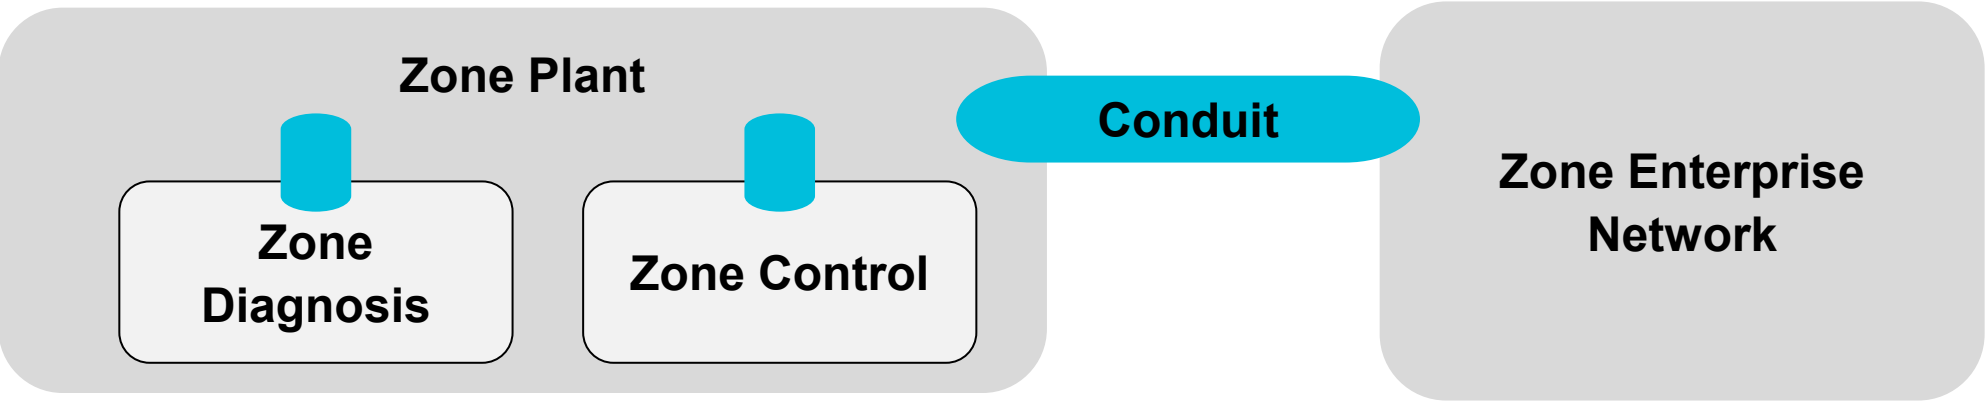 Zone Plant
Conduit
Zone Enterprise
Network
Zone
Diagnosis
Zone Control